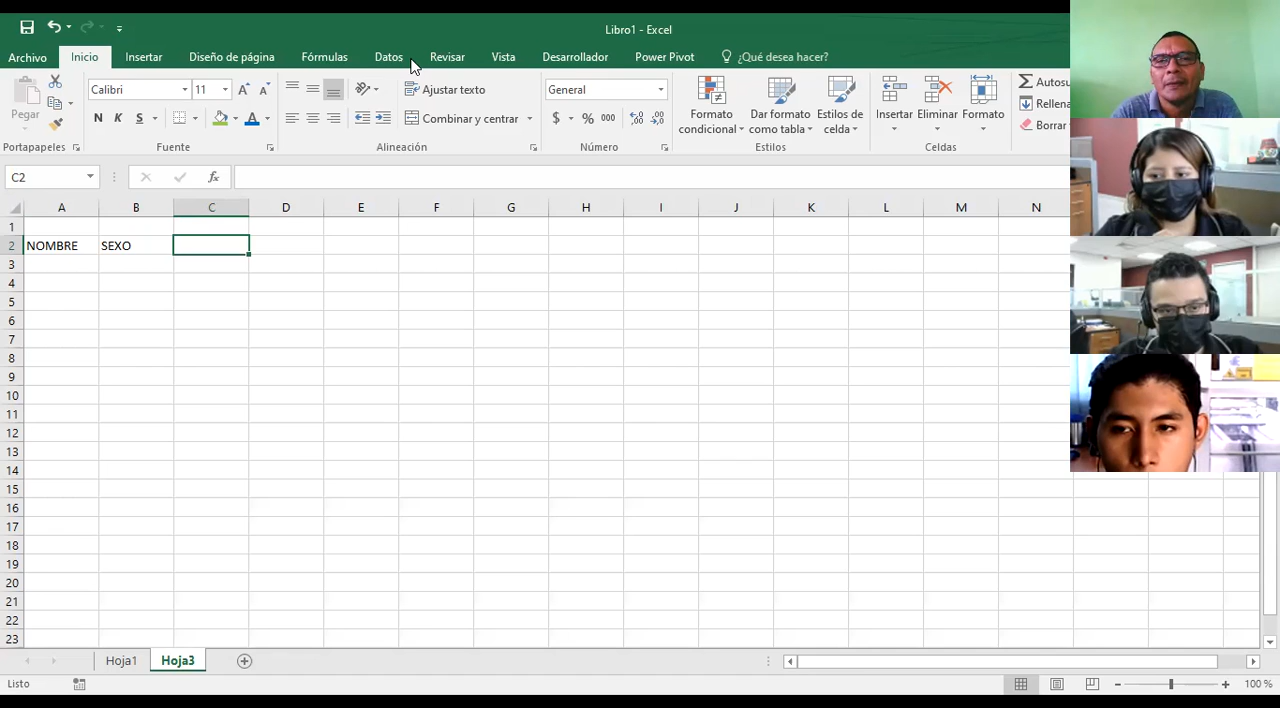 Libro1 - Excel
Archivo Inicio Insertar Diseño de página Fórmulas Datos Revisar Vista Desarrollador Power Pivot ¿Qué desea hacer?
Pegar
Calibri 11
N K S A
Ajustar texto
Combinar y centrar
General
$ % 000
Formato condicional
Dar formato como tabla
Estilos de celda
Insertar Eliminar Formato
Autosu
Rellena
Borrar
Portapapeles Fuente Alineación Número Estilos Celdas
C2 fx
A B C D E F G H I J K L M N
1
2 NOMBRE SEXO
3
4
5
6
7
8
9
10
11
12
13
14
15
16
17
18
19
20
21
22
23
Hoja1 Hoja3
Listo 100 %